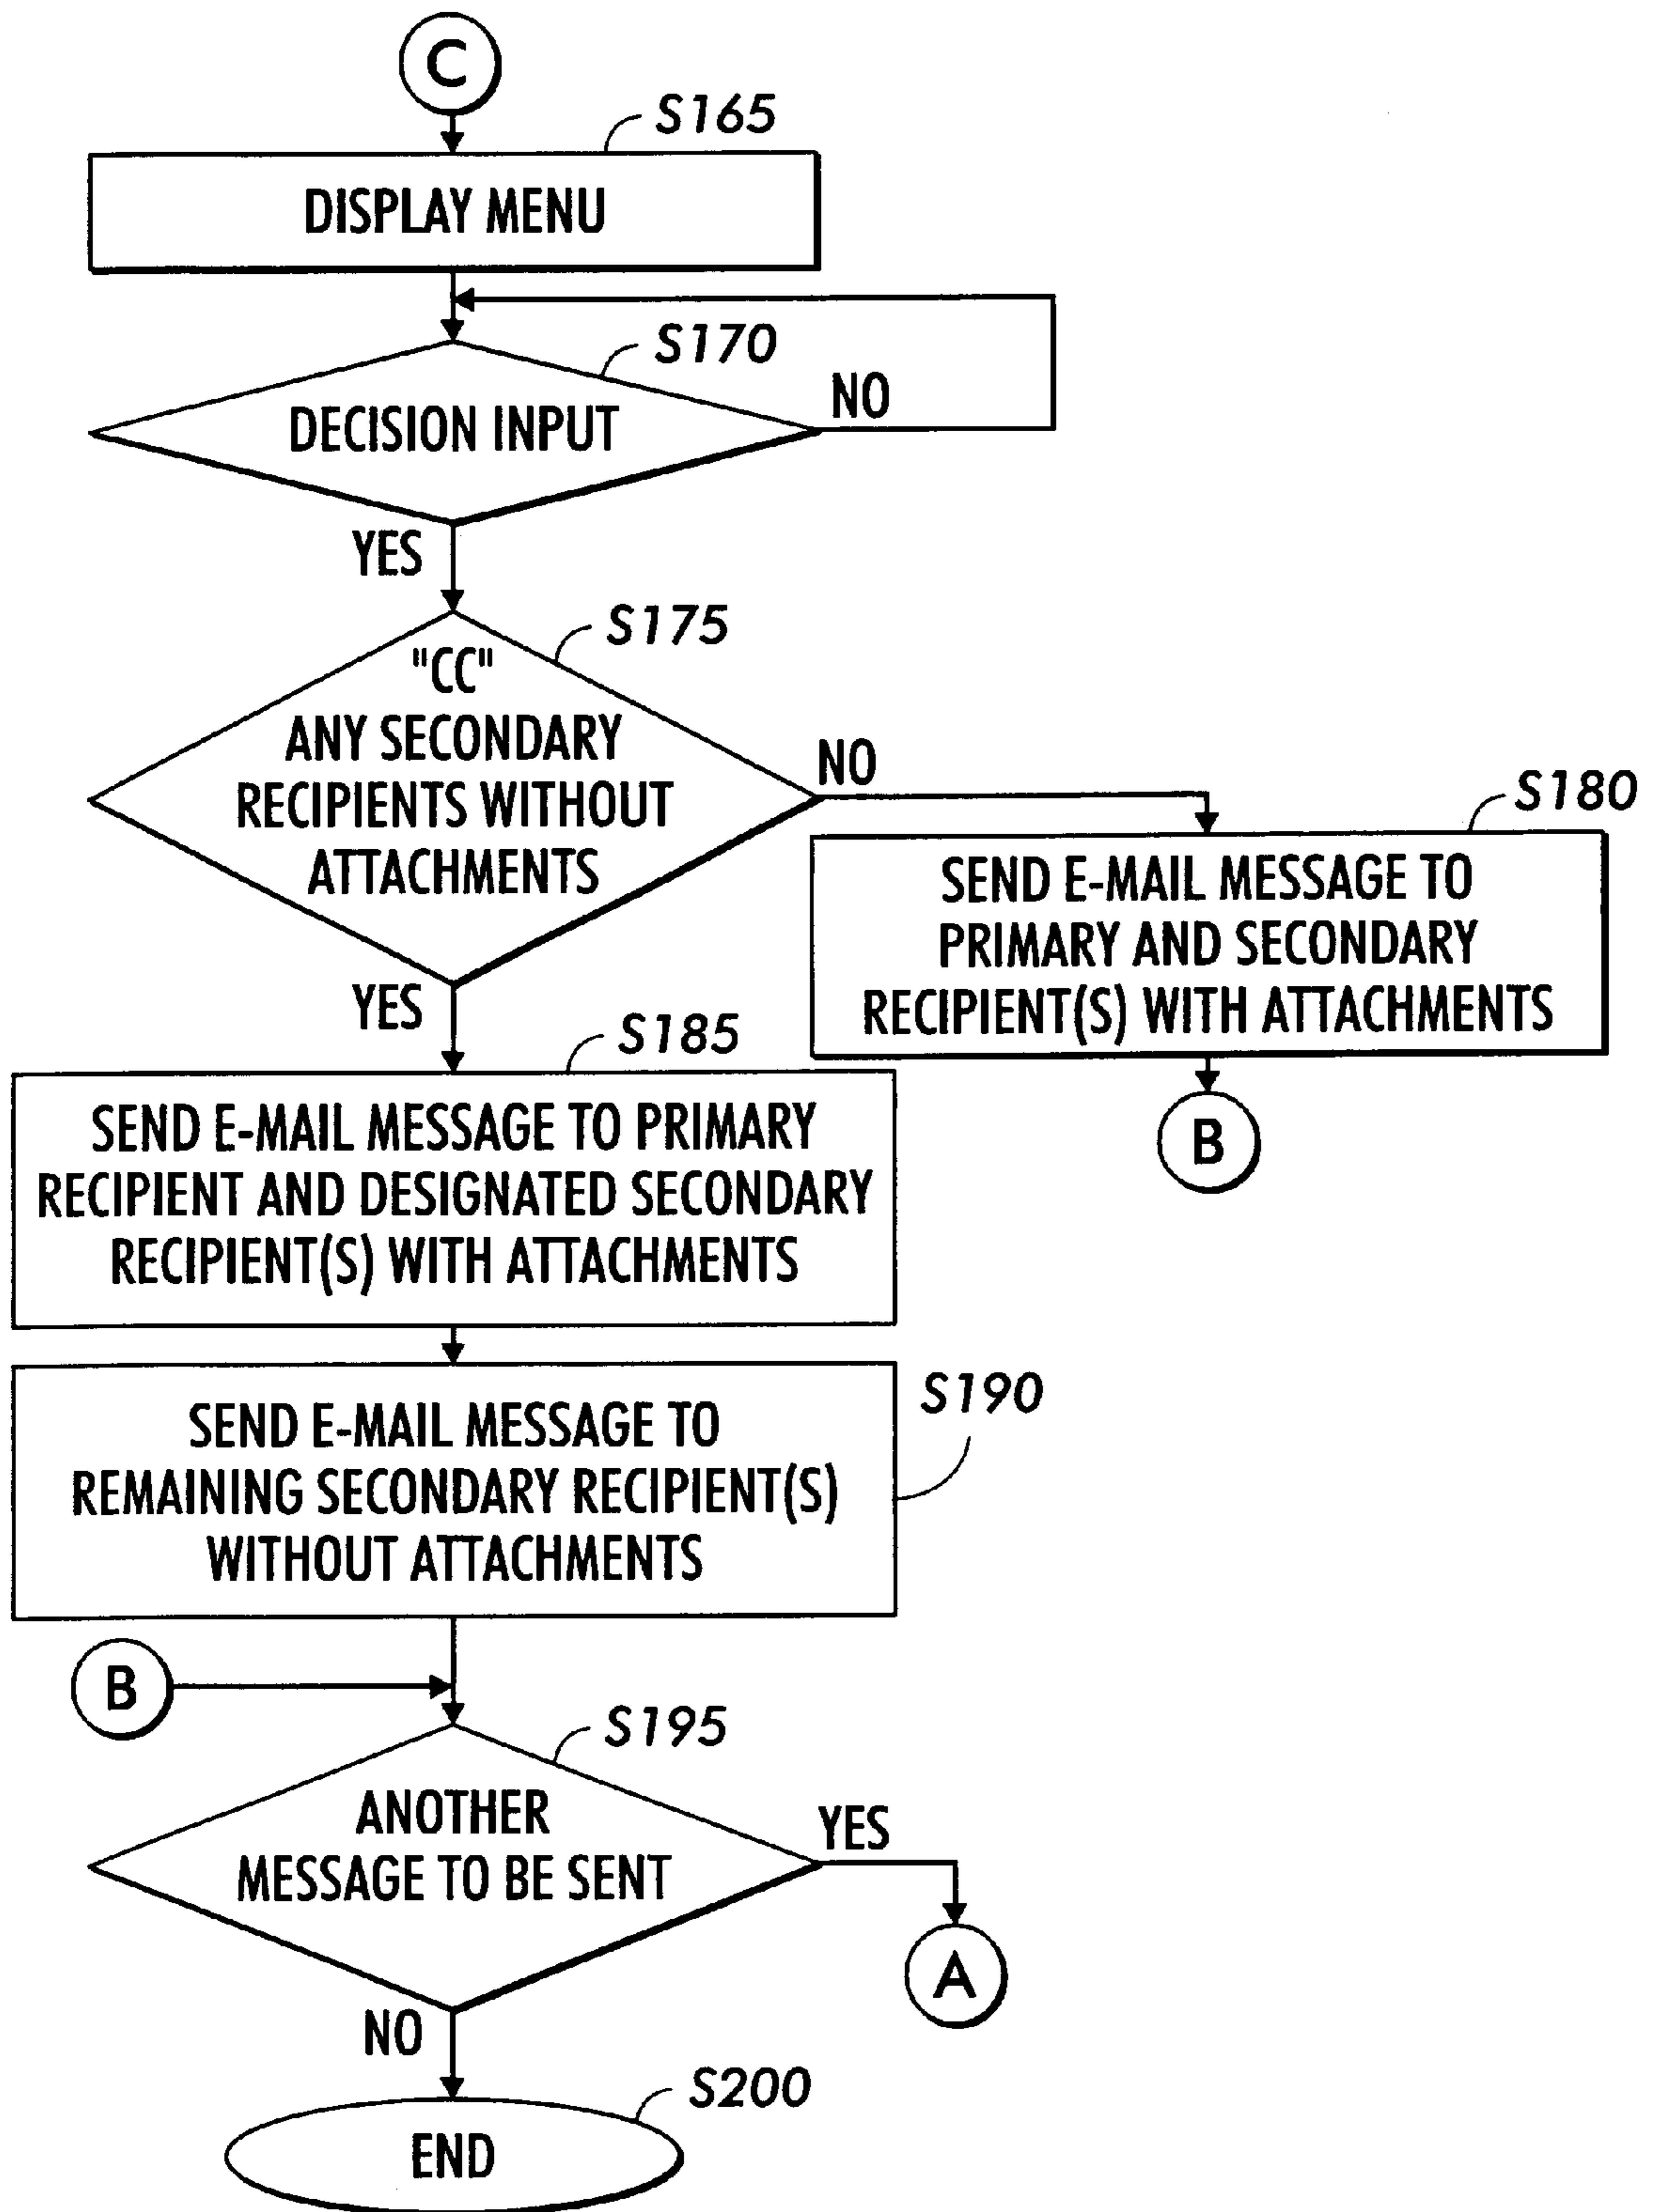 C
S165
DISPLAY MENU
S170
DECISION INPUT
NO
YES
S175
"CC"
ANY SECONDARY
RECIPIENTS WITHOUT
ATTACHMENTS
NO
YES
S180
SEND E-MAIL MESSAGE TO
PRIMARY AND SECONDARY
RECIPIENT(S) WITH ATTACHMENTS
B
S185
SEND E-MAIL MESSAGE TO PRIMARY
RECIPIENT AND DESIGNATED SECONDARY
RECIPIENT(S) WITH ATTACHMENTS
S190
SEND E-MAIL MESSAGE TO
REMAINING SECONDARY RECIPIENT(S)
WITHOUT ATTACHMENTS
B
S195
ANOTHER
MESSAGE TO BE SENT
YES
A
NO
S200
END